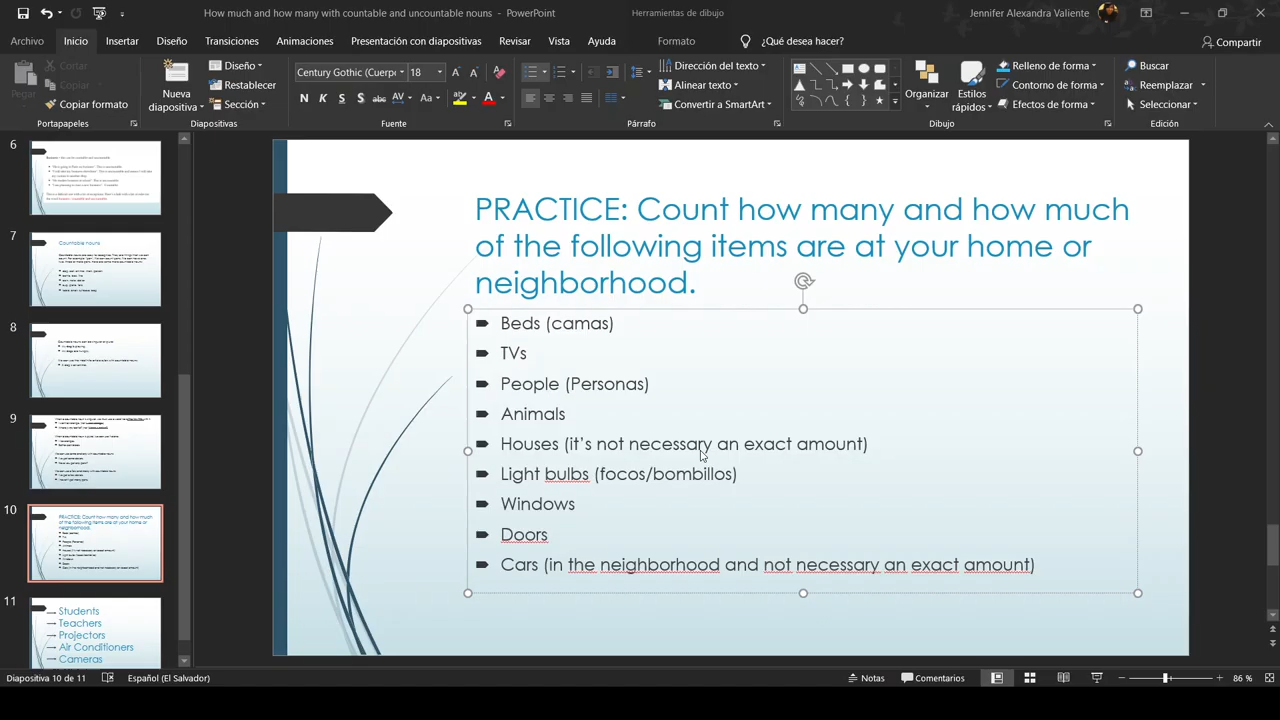 How much and how many with countable and uncountable nouns - PowerPoint
Herramientas de dibujo
Jennifer Alexandra Valiente
Archivo Inicio Insertar Diseño Transiciones Animaciones Presentación con diapositivas Revisar Vista Ayuda Formato ¿Qué desea hacer? Compartir
Pegar
Cortar
Copiar
Copiar formato
Portapapeles
Nueva diapositiva
Diseño
Restablecer
Sección
Diapositivas
Century Gothic (Cuerp 18
N K S S abc AV Aa A
Fuente
Dirección del texto
Alinear texto
Convertir a SmartArt
Párrafo
Organizar
Estilos rápidos
Relleno de forma
Contorno de forma
Efectos de forma
Dibujo
Buscar
Reemplazar
Seleccionar
Edición
6
7
Countable nouns
8
9
10
11
Students
Teachers
Projectors
Air Conditioners
Cameras
PRACTICE: Count how many and how much
of the following items are at your home or
neighborhood.
Beds (camas)
TVs
People (Personas)
Animals
Houses (it's not necessary an exact amount)
Light bulbs (focos/bombillos)
Windows
Doors
Cars (in the neighborhood and not necessary an exact amount)
Diapositiva 10 de 11 Español (El Salvador) Notas Comentarios 86 %